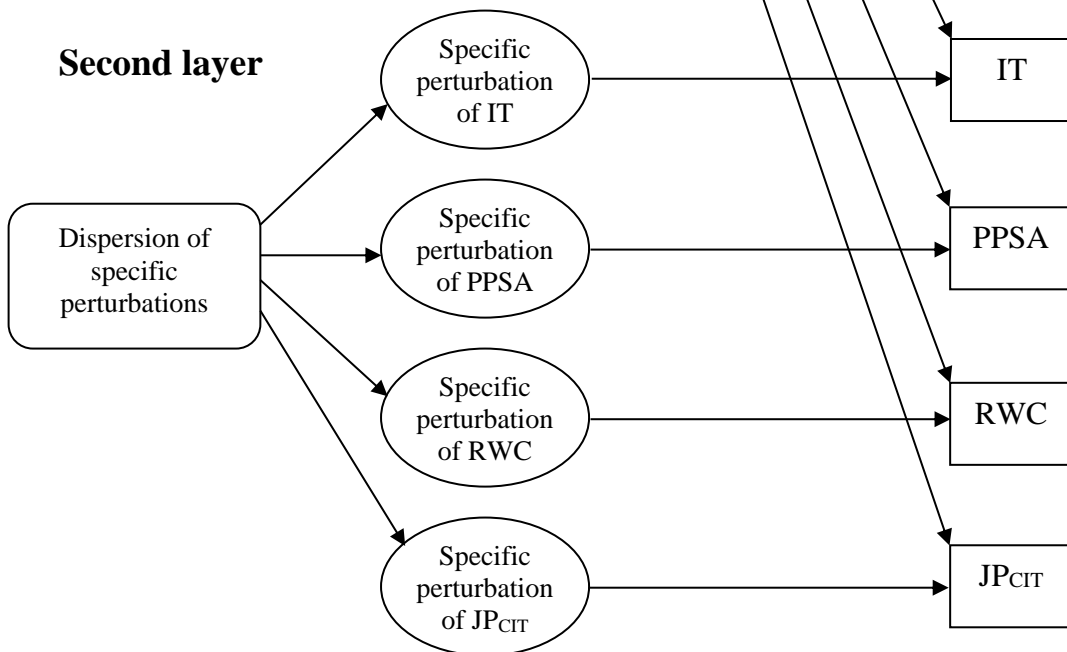 Second layer
Specific
perturbation
of IT
IT
Dispersion of
specific
perturbations
Specific
perturbation
of PPSA
PPSA
Specific
perturbation
of RWC
RWC
Specific
perturbation
of JPCIT
JPCIT